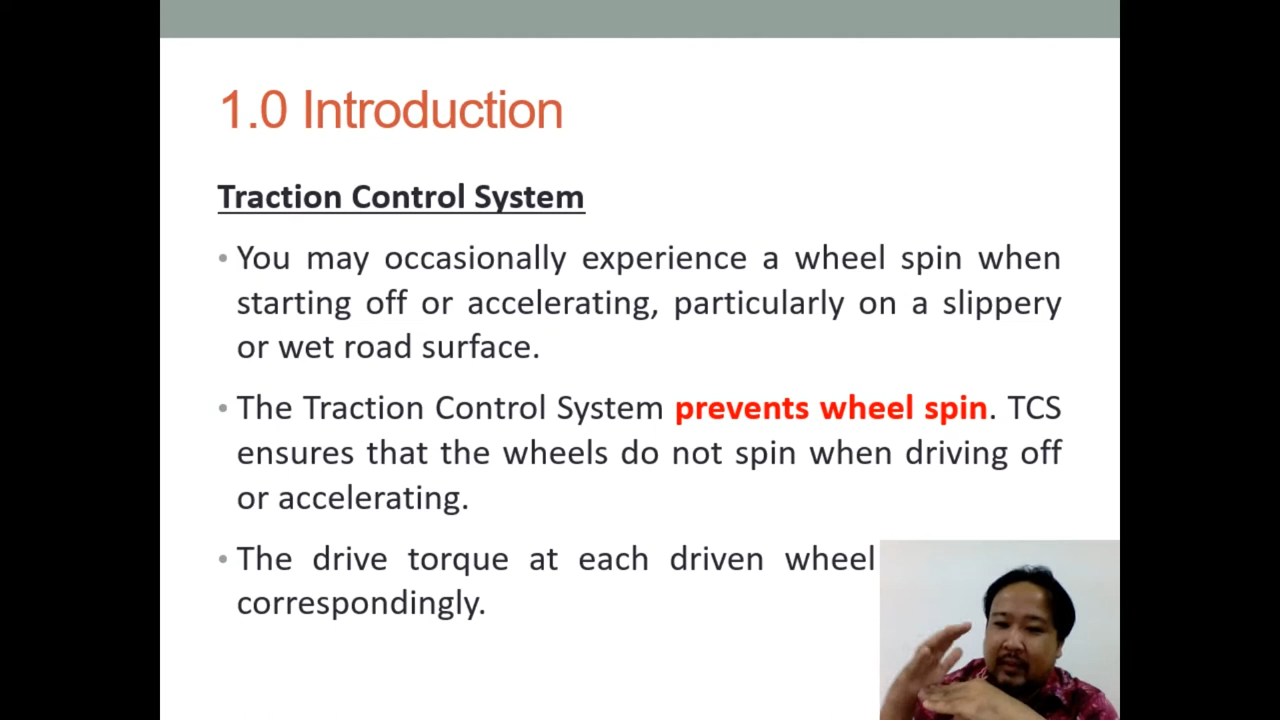 1.0 Introduction
Traction Control System
• You may occasionally experience a wheel spin when
starting off or accelerating, particularly on a slippery
or wet road surface.
• The Traction Control System prevents wheel spin. TCS
ensures that the wheels do not spin when driving off
or accelerating.
• The drive torque at each driven wheel
correspondingly.